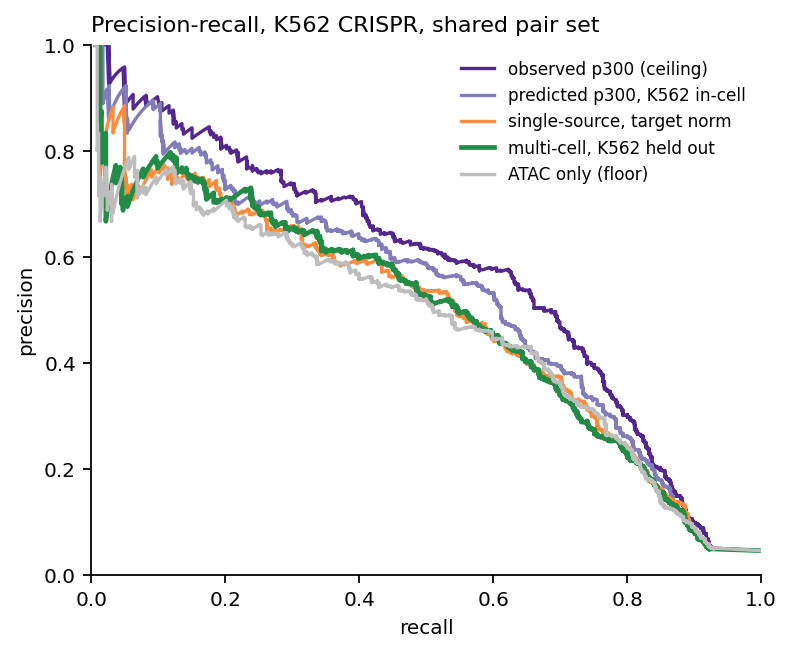 Precision-recall, K562 CRISPR, shared pair set
observed p300 (ceiling)
predicted p300, K562 in-cell
single-source, target norm
multi-cell, K562 held out
ATAC only (floor)
precision
1.0
0.8
0.6
0.4
0.2
0.0
0.0 0.2 0.4 0.6 0.8 1.0
recall